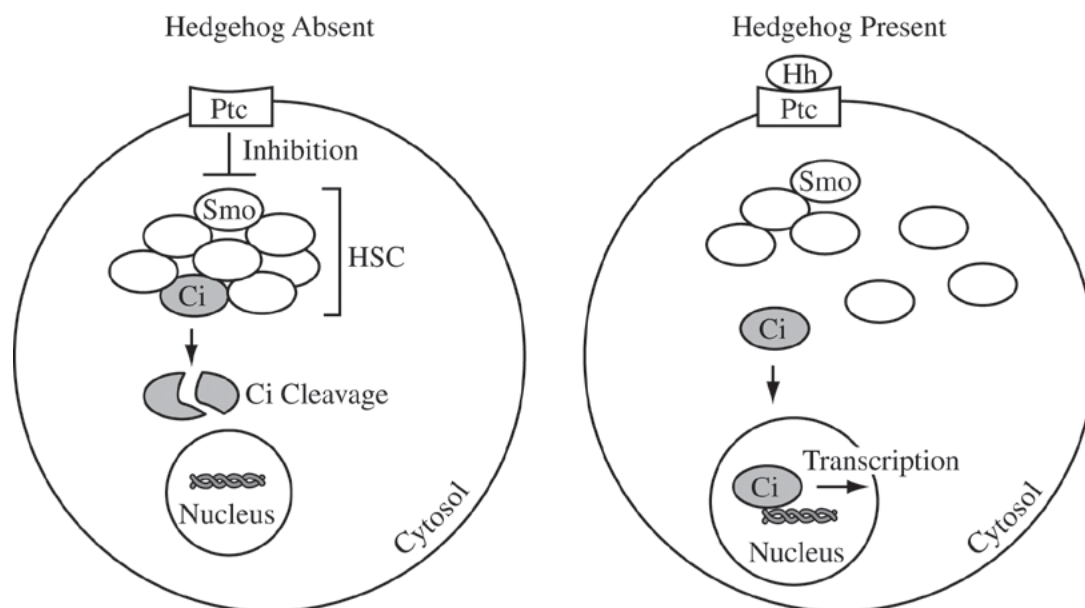 Hedgehog Absent
Ptc
Inhibition
Smo
HSC
Ci
Ci Cleavage
Nucleus
Cytosol
Hedgehog Present
Hh
Ptc
Smo
Ci
Transcription
Ci
Nucleus
Cytosol